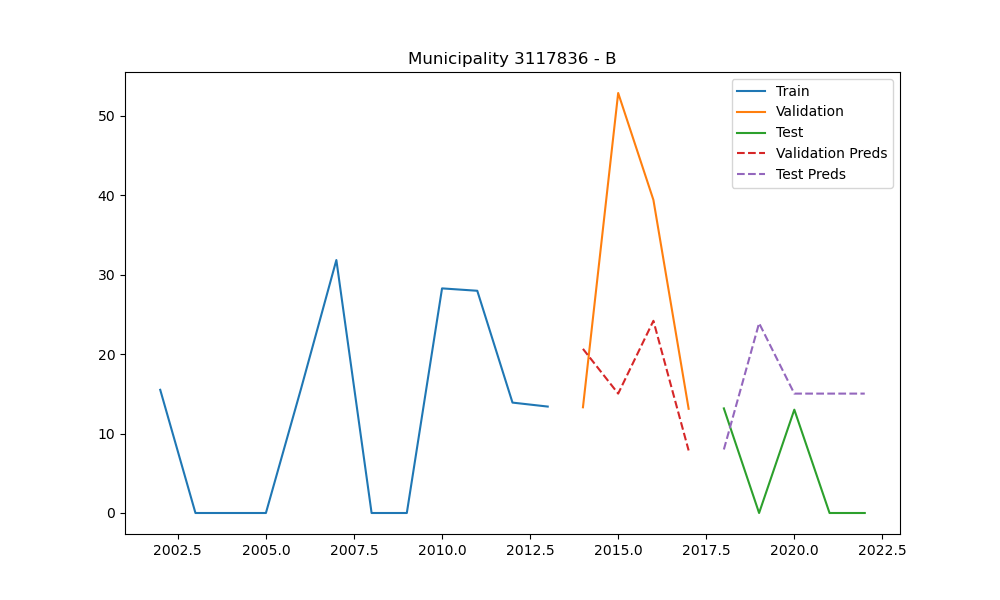 Municipality 3117836 - B
Train
Validation
Test
Validation Preds
Test Preds
50
40
30
20
10
0
2002.5 2005.0 2007.5 2010.0 2012.5 2015.0 2017.5 2020.0 2022.5